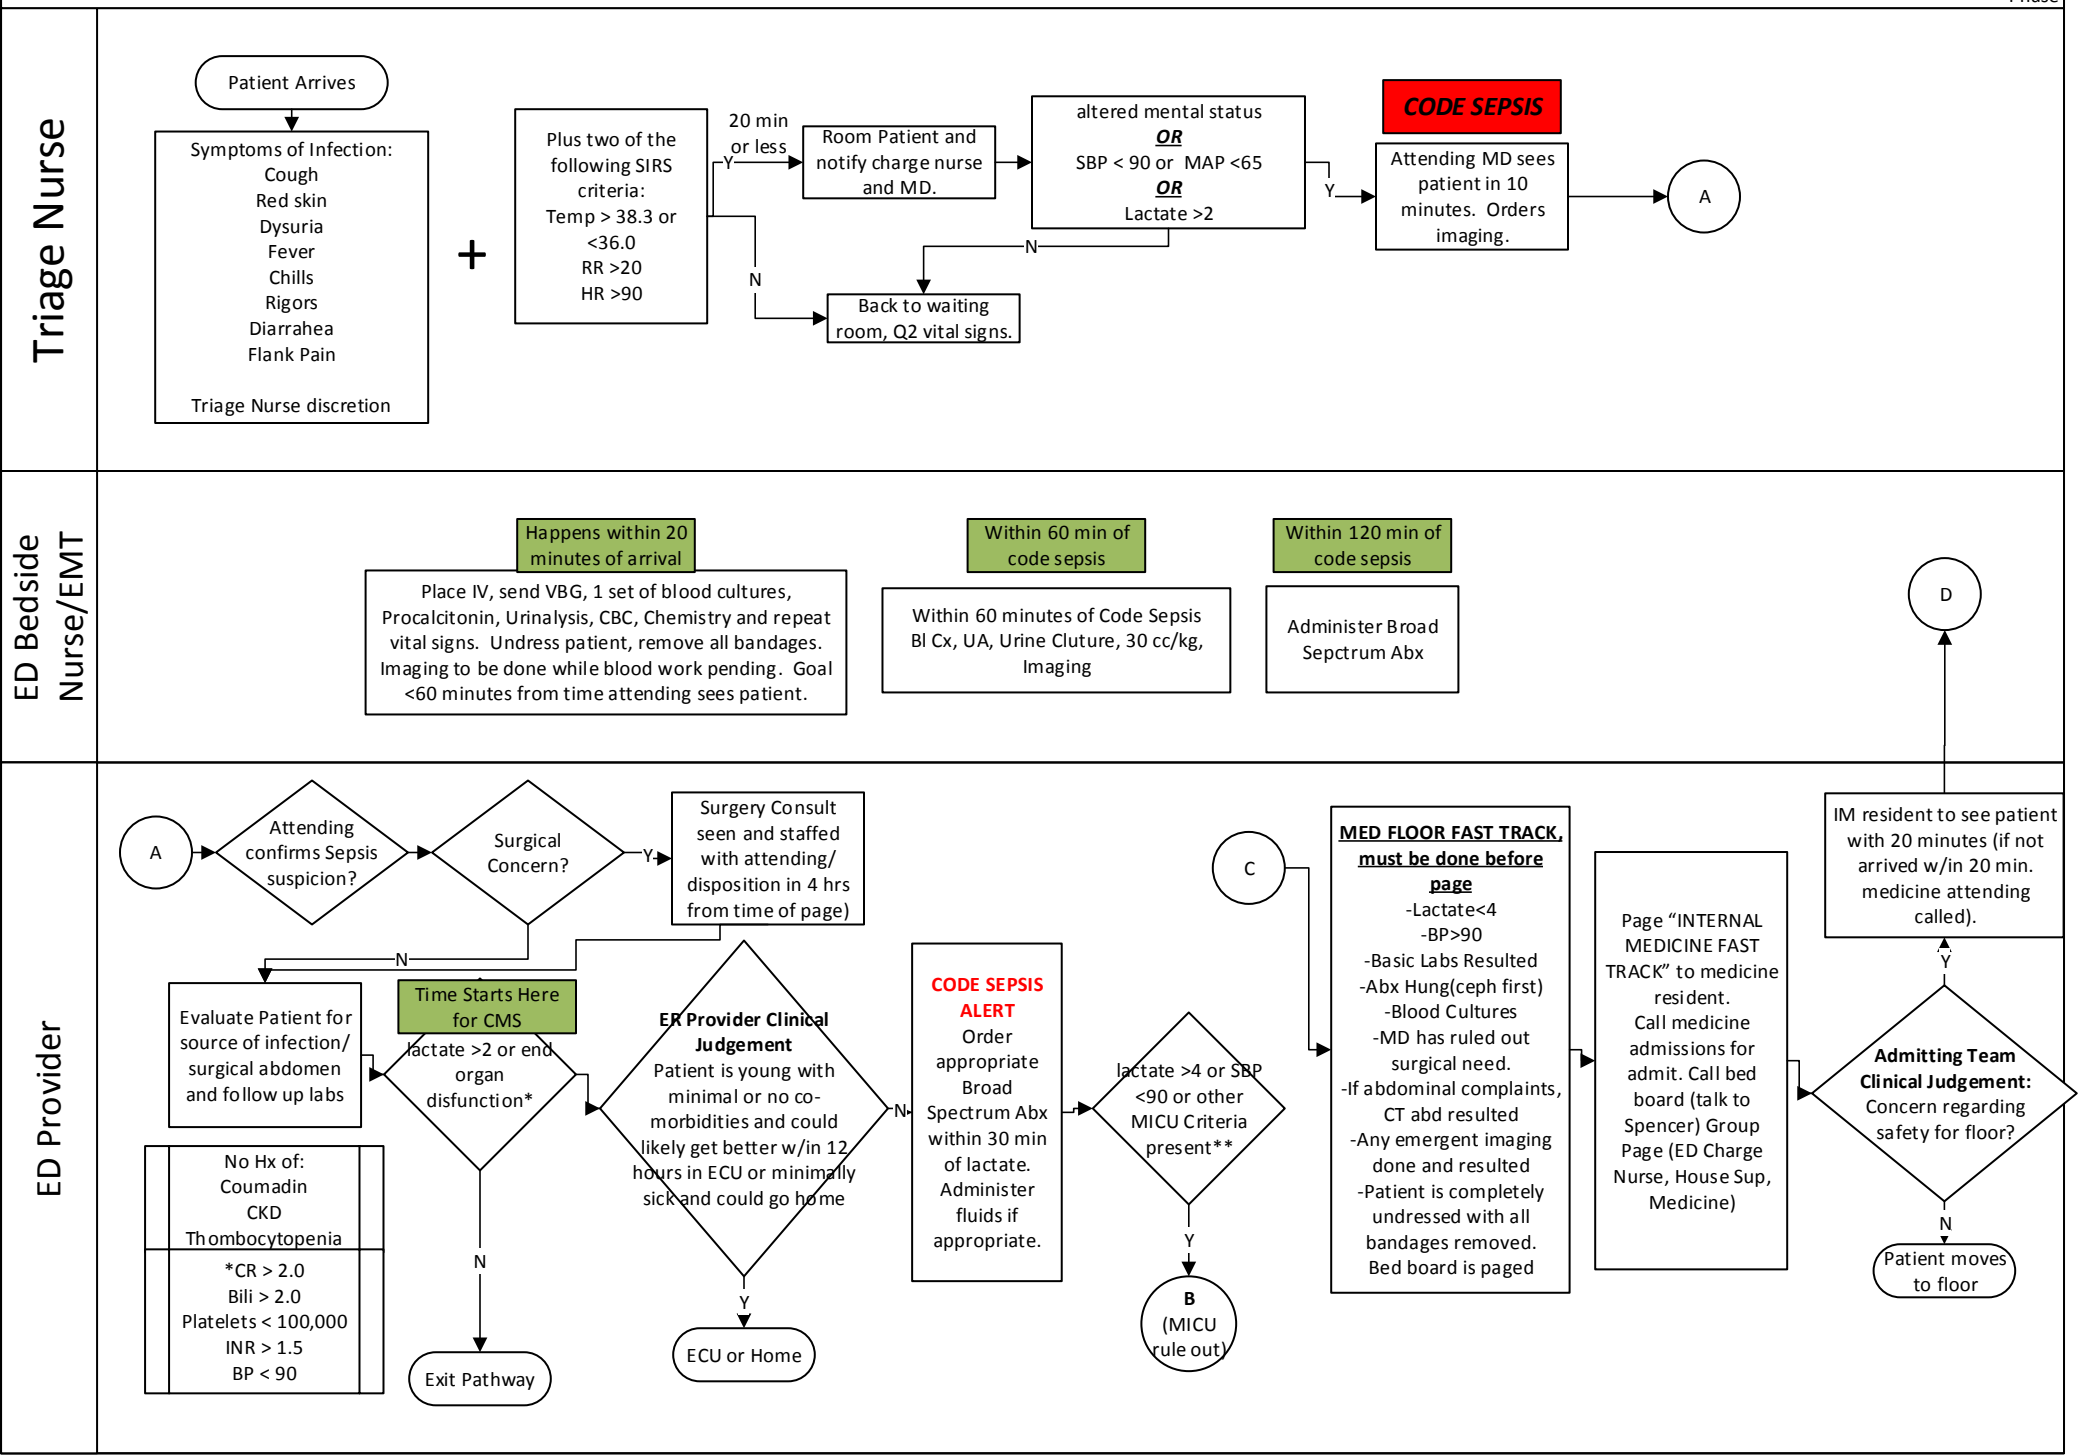 Phase
Triage Nurse
Patient Arrives
Symptoms of Infection:
Cough
Red skin
Dysuria
Fever
Chills
Rigors
Diarrahea
Flank Pain
Triage Nurse discretion
+
Plus two of the
following SIRS
criteria:
Temp > 38.3 or
<36.0
RR >20
HR >90
20 min
or less
Y
N
Room Patient and
notify charge nurse
and MD.
Back to waiting
room, Q2 vital signs.
altered mental status
OR
SBP < 90 or MAP <65
OR
Lactate >2
N
Y
CODE SEPSIS
Attending MD sees
patient in 10
minutes. Orders
imaging.
A
ED Bedside
Nurse/EMT
Happens within 20
minutes of arrival
Place IV, send VBG, 1 set of blood cultures,
Procalcitonin, Urinalysis, CBC, Chemistry and repeat
vital signs. Undress patient, remove all bandages.
Imaging to be done while blood work pending. Goal
<60 minutes from time attending sees patient.
Within 60 min of
code sepsis
Within 60 minutes of Code Sepsis
Bl Cx, UA, Urine Cluture, 30 cc/kg,
Imaging
Within 120 min of
code sepsis
Administer Broad
Sepctrum Abx
D
ED Provider
A
Attending
confirms Sepsis
suspicion?
Surgical
Concern?
Y
N
Surgery Consult
seen and staffed
with attending/
disposition in 4 hrs
from time of page)
Evaluate Patient for
source of infection/
surgical abdomen
and follow up labs
No Hx of:
Coumadin
CKD
Thombocytopenia
*CR > 2.0
Bili > 2.0
Platelets < 100,000
INR > 1.5
BP < 90
Time Starts Here
for CMS
lactate >2 or end
organ
disfunction*
N
Exit Pathway
ER Provider Clinical
Judgement
Patient is young with
minimal or no co-
morbidities and could
likely get better w/in 12
hours in ECU or minimally
sick and could go home
N
Y
ECU or Home
CODE SEPSIS
ALERT
Order
appropriate
Broad
Spectrum Abx
within 30 min
of lactate.
Administer
fluids if
appropriate.
lactate >4 or SBP
<90 or other
MICU Criteria
present**
Y
B
(MICU
rule out)
C
MED FLOOR FAST TRACK,
must be done before
page
-Lactate<4
-BP>90
-Basic Labs Resulted
-Abx Hung(ceph first)
-Blood Cultures
-MD has ruled out
surgical need.
-If abdominal complaints,
CT abd resulted
-Any emergent imaging
done and resulted
-Patient is completely
undressed with all
bandages removed.
Bed board is paged
Page “INTERNAL
MEDICINE FAST
TRACK” to medicine
resident.
Call medicine
admissions for
admit. Call bed
board (talk to
Spencer) Group
Page (ED Charge
Nurse, House Sup,
Medicine)
IM resident to see patient
with 20 minutes (if not
arrived w/in 20 min.
medicine attending
called).
Y
Admitting Team
Clinical Judgement:
Concern regarding
safety for floor?
N
Patient moves
to floor